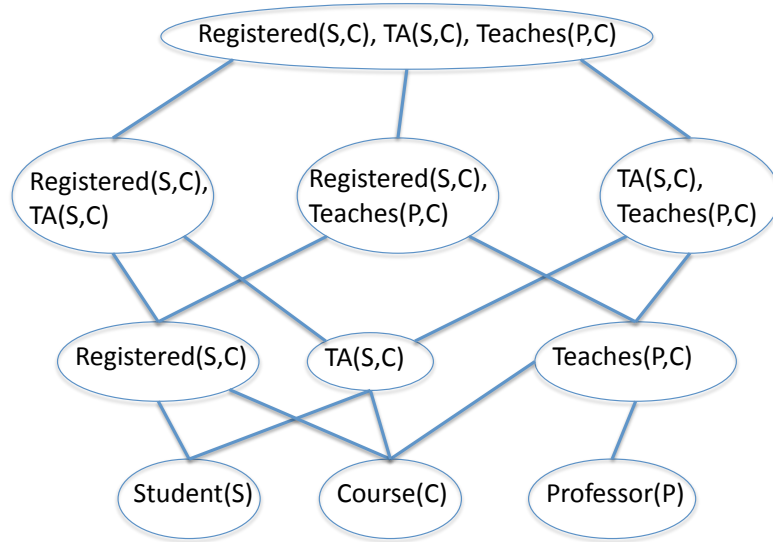 Registered(S,C), TA(S,C), Teaches(P,C)
Registered(S,C),
TA(S,C)
Registered(S,C),
Teaches(P,C)
TA(S,C),
Teaches(P,C)
Registered(S,C)
TA(S,C)
Teaches(P,C)
Student(S)
Course(C)
Professor(P)